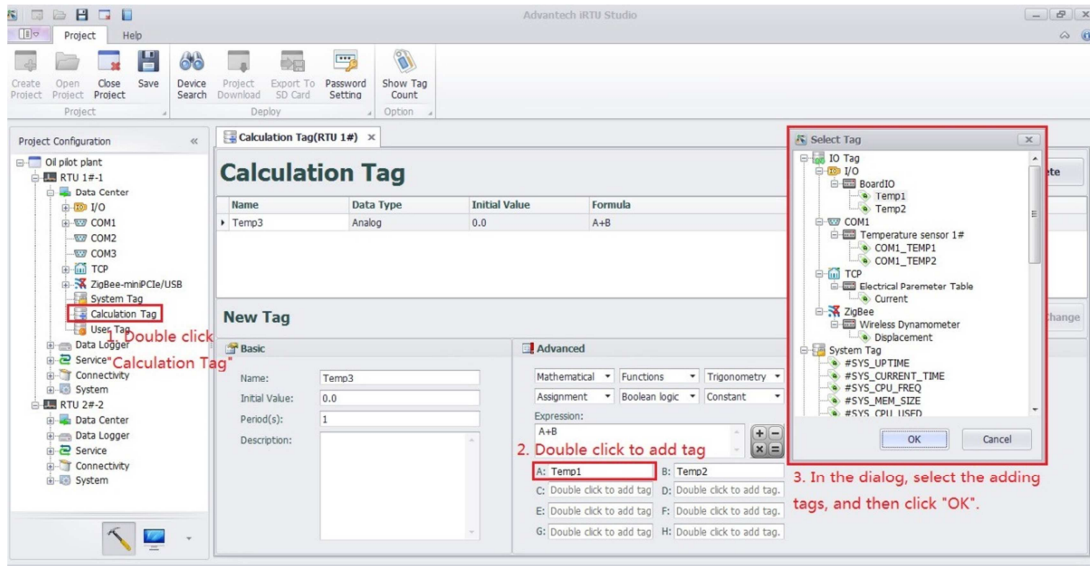 Advantech iRTU Studio
Project Help
Create Project
Open Project
Close Project
Save
Device Search
Project Download
Export To SD Card
Password Setting
Show Tag Count
Project
Deploy
Option
Project Configuration
Oil pilot plant
RTU 1#-1
Data Center
I/O
COM1
COM2
COM3
TCP
ZigBee-miniPCIe/USB
System Tag
Calculation Tag
User Tag
Data Logger
Service
Connectivity
System
RTU 2#-2
Data Center
Data Logger
Service
Connectivity
System
1. Double click
"Calculation Tag"
Calculation Tag(RTU 1#) ×
Calculation Tag
Name Data Type Initial Value Formula
Temp3 Analog 0.0 A+B
New Tag
Basic
Name: Temp3
Initial Value: 0.0
Period(s): 1
Description:
Advanced
Mathematical Functions Trigonometry
Assignment Boolean logic Constant
Expression:
A+B
2. Double click to add tag
A: Temp1 B: Temp2
C: Double click to add tag D: Double click to add tag.
E: Double click to add tag F: Double click to add tag.
G: Double click to add tag H: Double click to add tag.
Select Tag
IO Tag
I/O
BoardIO
Temp1
Temp2
COM1
Temperature sensor 1#
COM1_TEMP1
COM1_TEMP2
TCP
Electrical Paremeter Table
Current
ZigBee
Wireless Dynamometer
Displacement
System Tag
#SYS_UPTIME
#SYS_CURRENT_TIME
#SYS_CPU_FREQ
#SYS_MEM_SIZE
#SYS_CPU_USED
OK Cancel
3. In the dialog, select the adding
tags, and then click "OK".